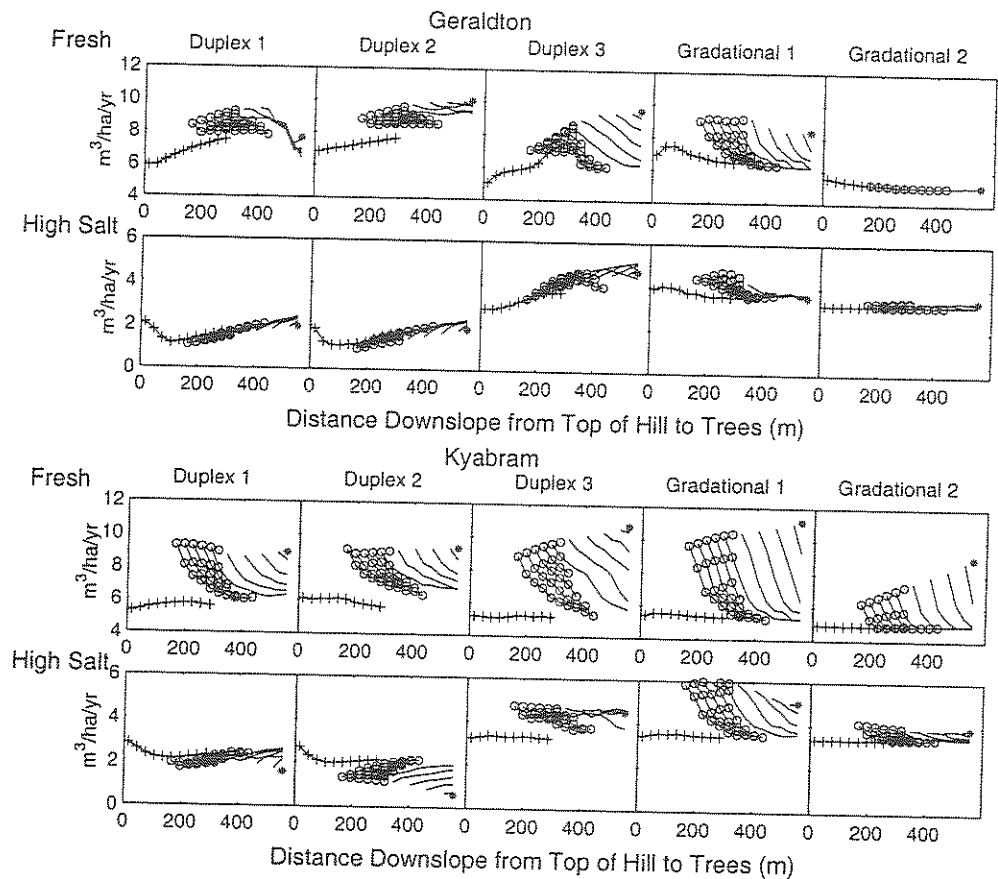 Geraldton
Fresh
Duplex 1 Duplex 2 Duplex 3 Gradational 1 Gradational 2
12
10
8
6
4
m³/ha/yr
0 200 400 0 200 400 0 200 400 0 200 400 0 200 400
High Salt
6
4
2
0
m³/ha/yr
0 200 400 0 200 400 0 200 400 0 200 400 0 200 400
Distance Downslope from Top of Hill to Trees (m)
Kyabram
Fresh
Duplex 1 Duplex 2 Duplex 3 Gradational 1 Gradational 2
12
10
8
6
4
m³/ha/yr
0 200 400 0 200 400 0 200 400 0 200 400 0 200 400
High Salt
6
4
2
0
m³/ha/yr
0 200 400 0 200 400 0 200 400 0 200 400 0 200 400
Distance Downslope from Top of Hill to Trees (m)